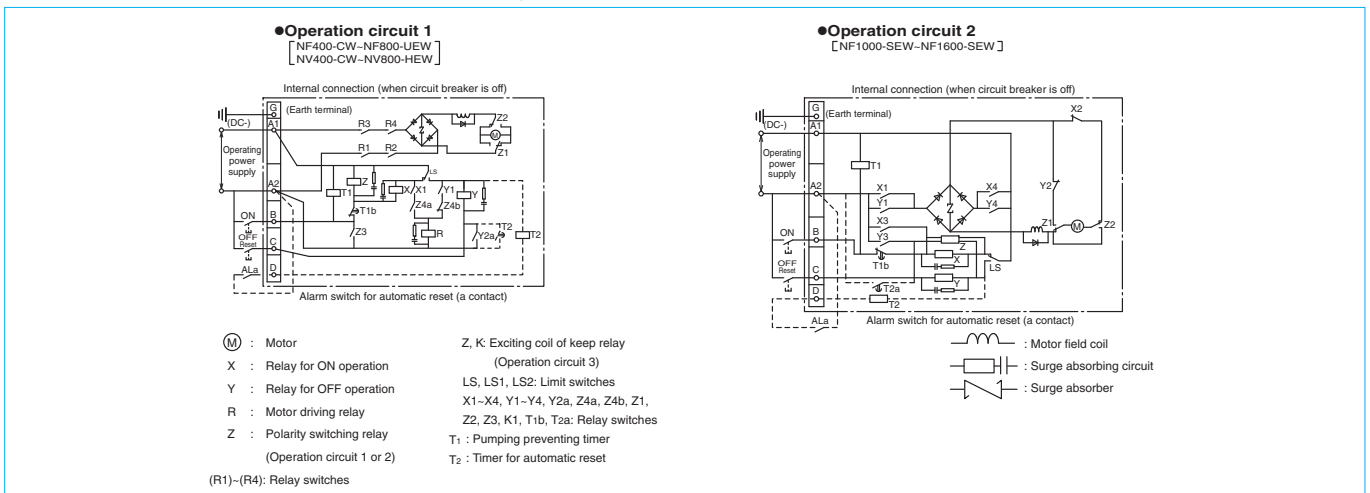 ●Operation circuit 1
NF400-CW~NF800-UEW
NV400-CW~NV800-HEW
Internal connection (when circuit breaker is off)
G
(Earth terminal)
(DC-)
A1
R3
R4
Z
Z2
M
Z1
R1
R2
Operating
power
supply
LS
A2
T1
Z
X
X1
Y1
Y
T1b
Z4a
Z4b
ON
B
Z3
R
Y2a
T2
T2
OFF
Reset
C
ALa
D
Alarm switch for automatic reset (a contact)
M : Motor
X : Relay for ON operation
Y : Relay for OFF operation
R : Motor driving relay
Z : Polarity switching relay
(Operation circuit 1 or 2)
(R1)~(R4): Relay switches
Z, K: Exciting coil of keep relay
(Operation circuit 3)
LS, LS1, LS2: Limit switches
X1~X4, Y1~Y4, Y2a, Z4a, Z4b, Z1,
Z2, Z3, K1, T1b, T2a: Relay switches
T1 : Pumping preventing timer
T2 : Timer for automatic reset
●Operation circuit 2
NF1000-SEW~NF1600-SEW
Internal connection (when circuit breaker is off)
G
(Earth terminal)
X2
(DC-)
A1
Operating
power
supply
T1
A2
X1
Y1
Z
X4
Y4
Y2
X3
Y3
Z1
M
Z2
ON
B
Z
T1b
X
LS
OFF
Reset
C
Y
T2a
D
T2
ALa
Alarm switch for automatic reset (a contact)
: Motor field coil
: Surge absorbing circuit
: Surge absorber